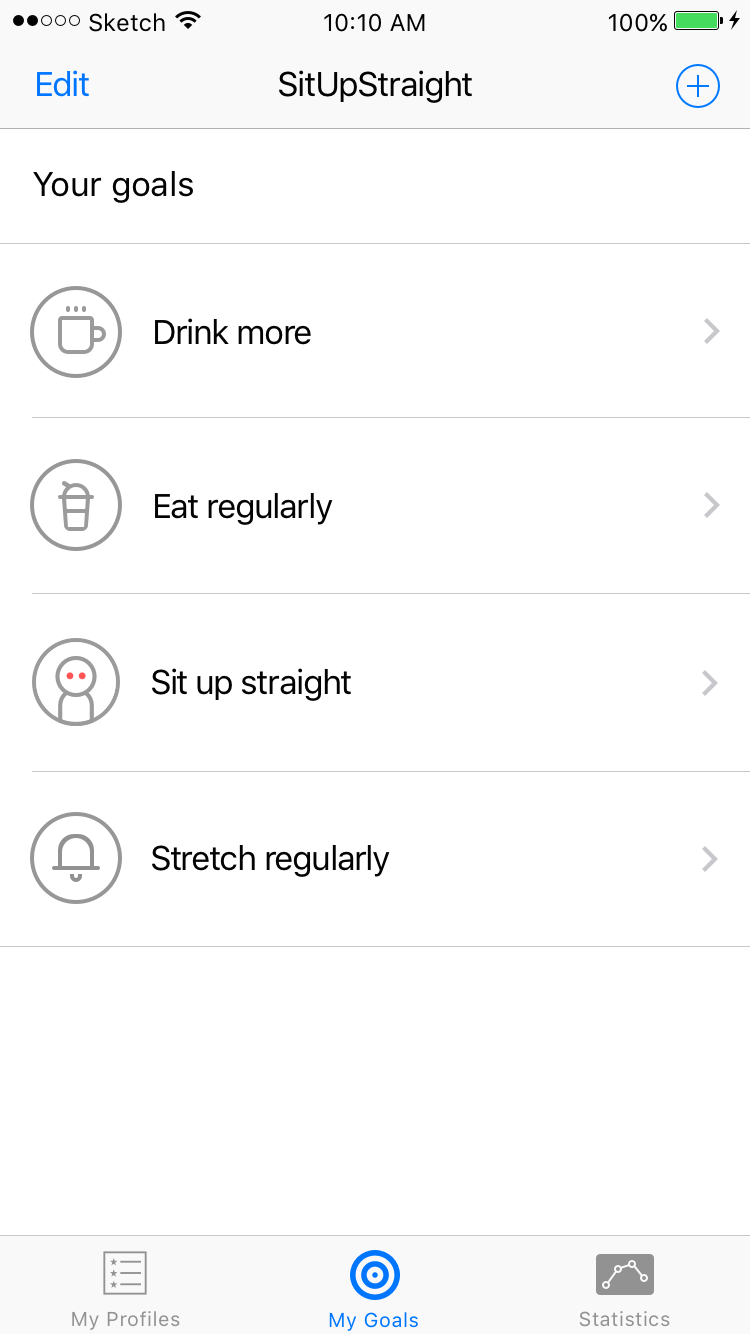 Sketch 10:10 AM 100%
Edit SitUpStraight
Your goals
Drink more
Eat regularly
Sit up straight
Stretch regularly
My Profiles My Goals Statistics